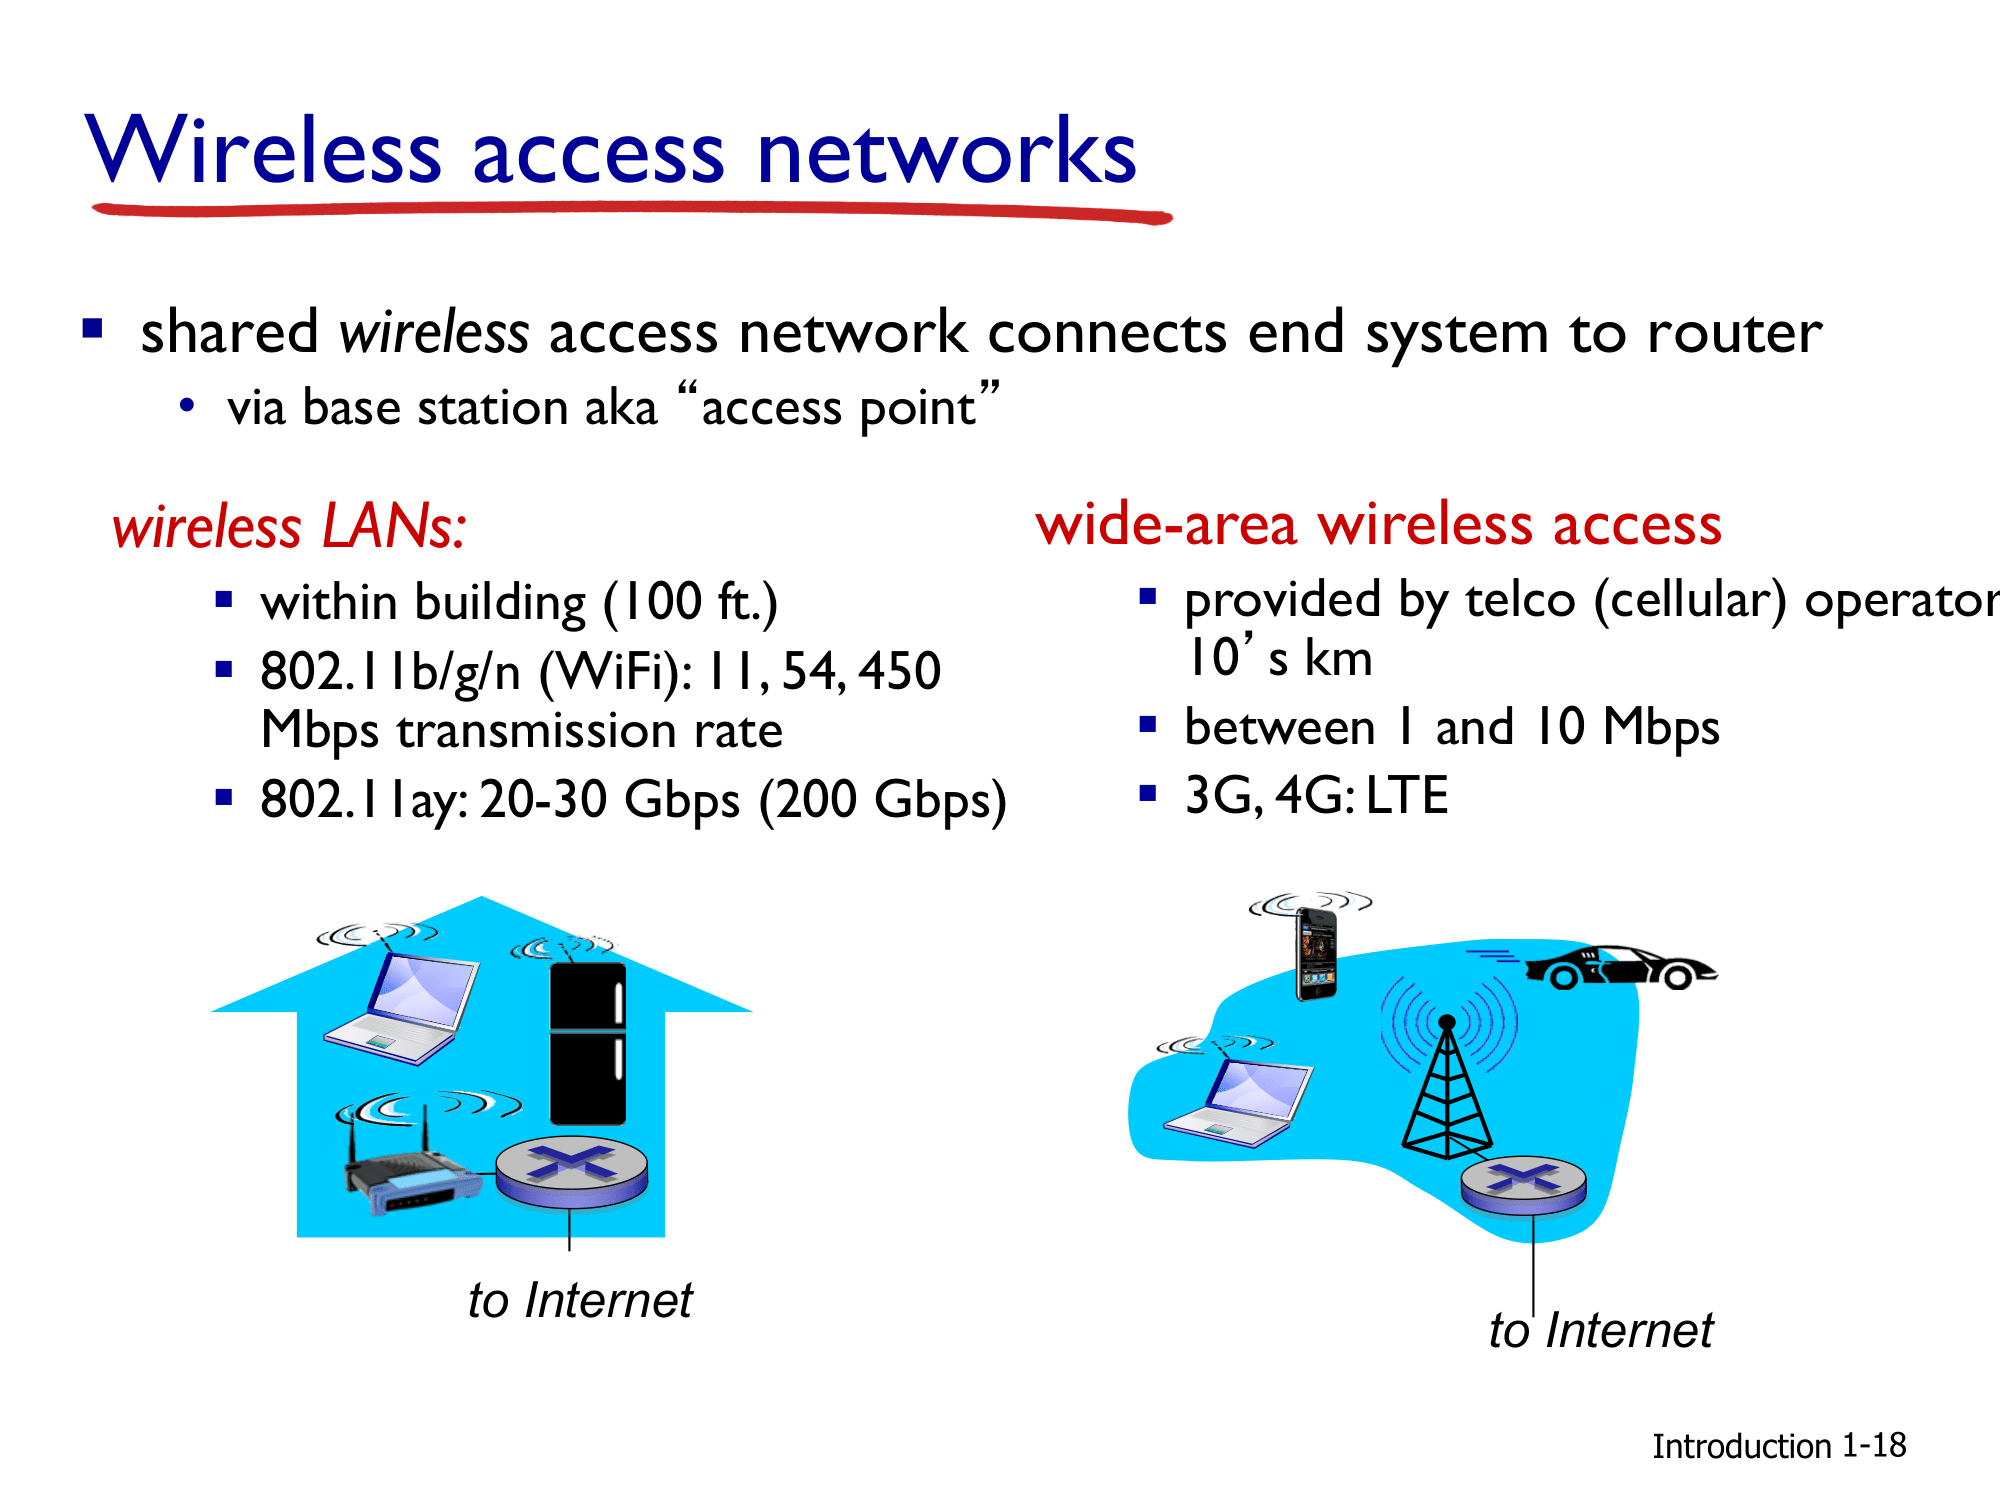 Wireless access networks
▪ shared wireless access network connects end system to router
• via base station aka “access point”
wireless LANs:
▪ within building (100 ft.)
▪ 802.11b/g/n (WiFi): 11, 54, 450
Mbps transmission rate
▪ 802.11ay: 20-30 Gbps (200 Gbps)
wide-area wireless access
▪ provided by telco (cellular) operator
10’s km
▪ between 1 and 10 Mbps
▪ 3G, 4G: LTE
to Internet
to Internet
Introduction 1-18